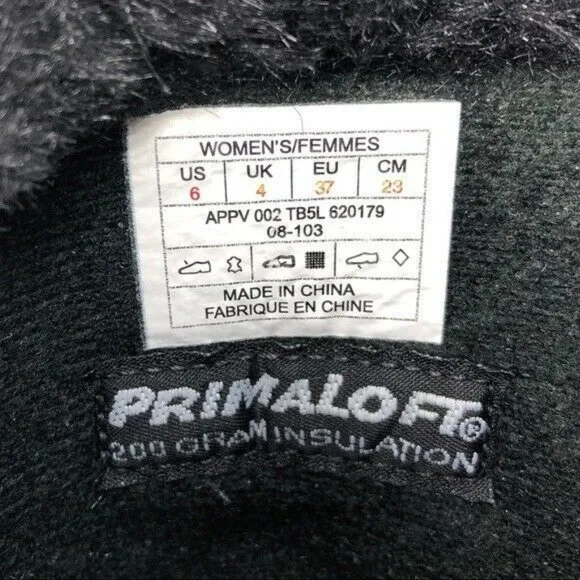 WOMEN'S/FEMMES
US UK EU CM
6 4 37 23
APPV 002 TB5L 620179
08-103
MADE IN CHINA
FABRIQUE EN CHINE
PRIMALOFT®
200 GRAM INSULATION